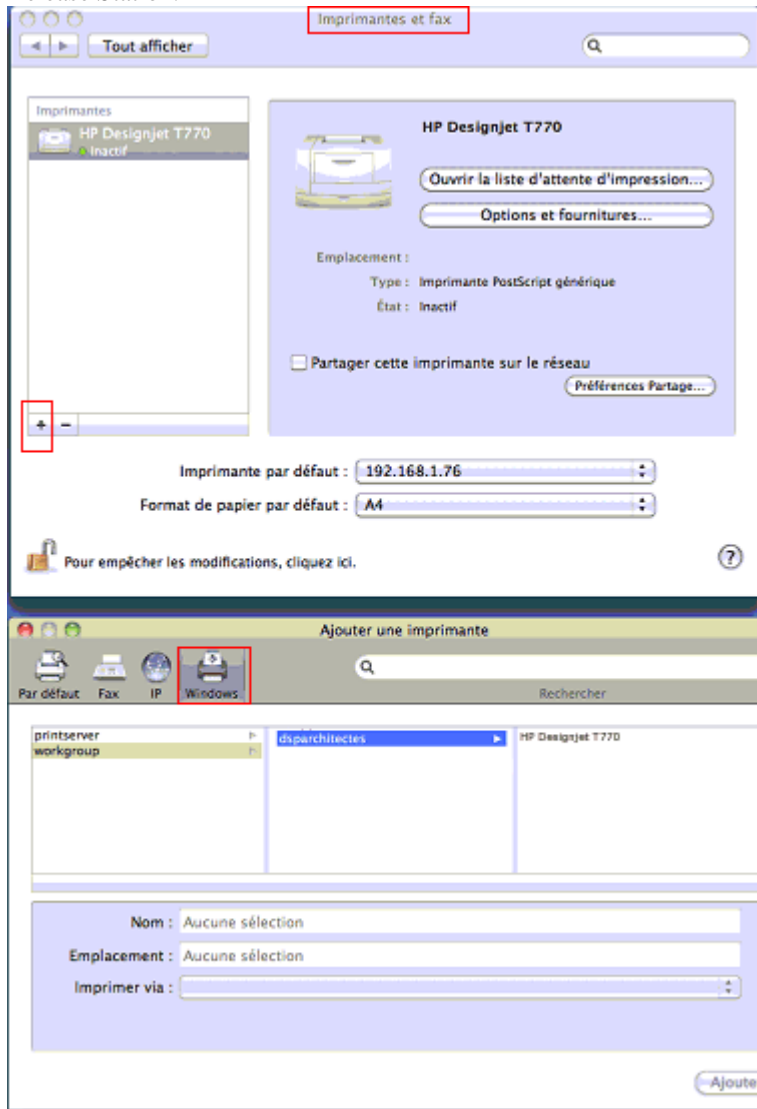 Imprimantes et fax
Tout afficher
Imprimantes
HP Designjet T770
Inactif
HP Designjet T770
Ouvrir la liste d'attente d'impression...
Options et fournitures...
Emplacement :
Type : Imprimante PostScript générique
État : Inactif
Partager cette imprimante sur le réseau
Préférences Partage...
+ −
Imprimante par défaut : 192.168.1.76
Format de papier par défaut : A4
Pour empêcher les modifications, cliquez ici.
?
Ajouter une imprimante
Par défaut Fax IP Windows Rechercher
printserver dsparchitectes HP Designjet T770
workgroup
Nom : Aucune sélection
Emplacement : Aucune sélection
Imprimer via :
Ajoute